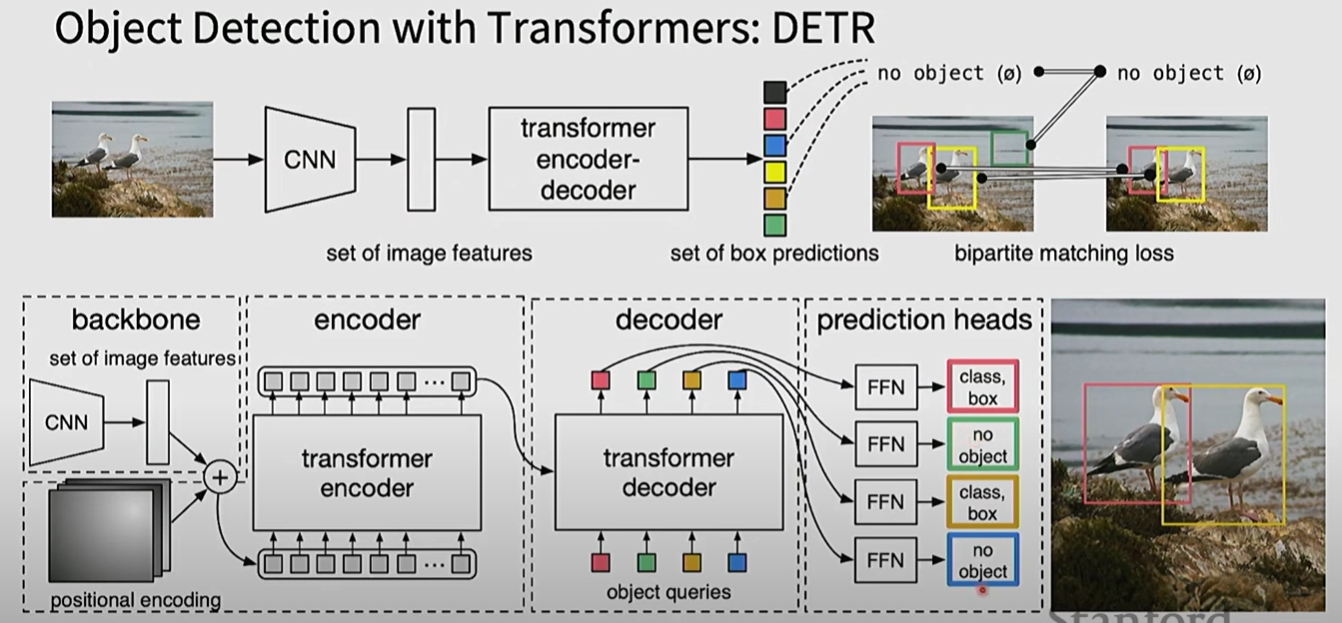 Object Detection with Transformers: DETR
no object (ø)
no object (ø)
CNN
transformer
encoder-
decoder
set of image features
set of box predictions
bipartite matching loss
backbone
set of image features
CNN
positional encoding
encoder
transformer
encoder
decoder
transformer
decoder
object queries
prediction heads
FFN
class,
box
FFN
no
object
FFN
class,
box
FFN
no
object
Stanford